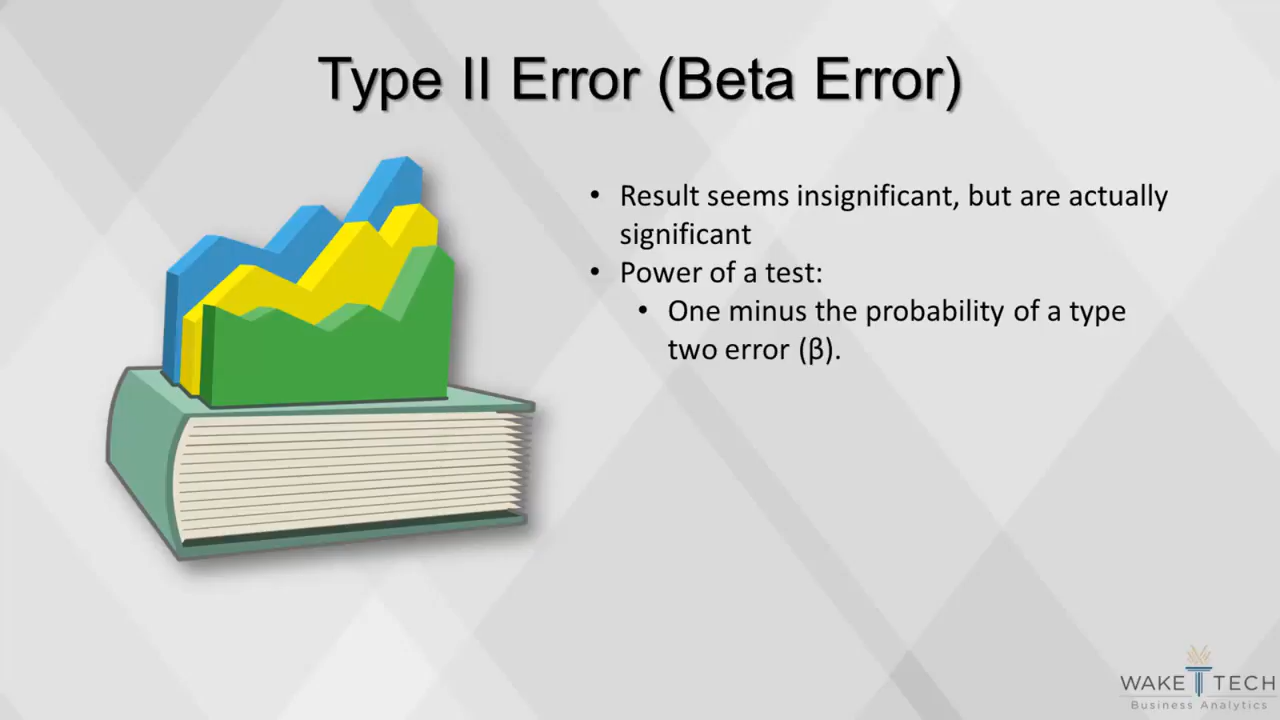 Type II Error (Beta Error)
• Result seems insignificant, but are actually
significant
• Power of a test:
• One minus the probability of a type
two error (β).
WAKE TECH
Business Analytics